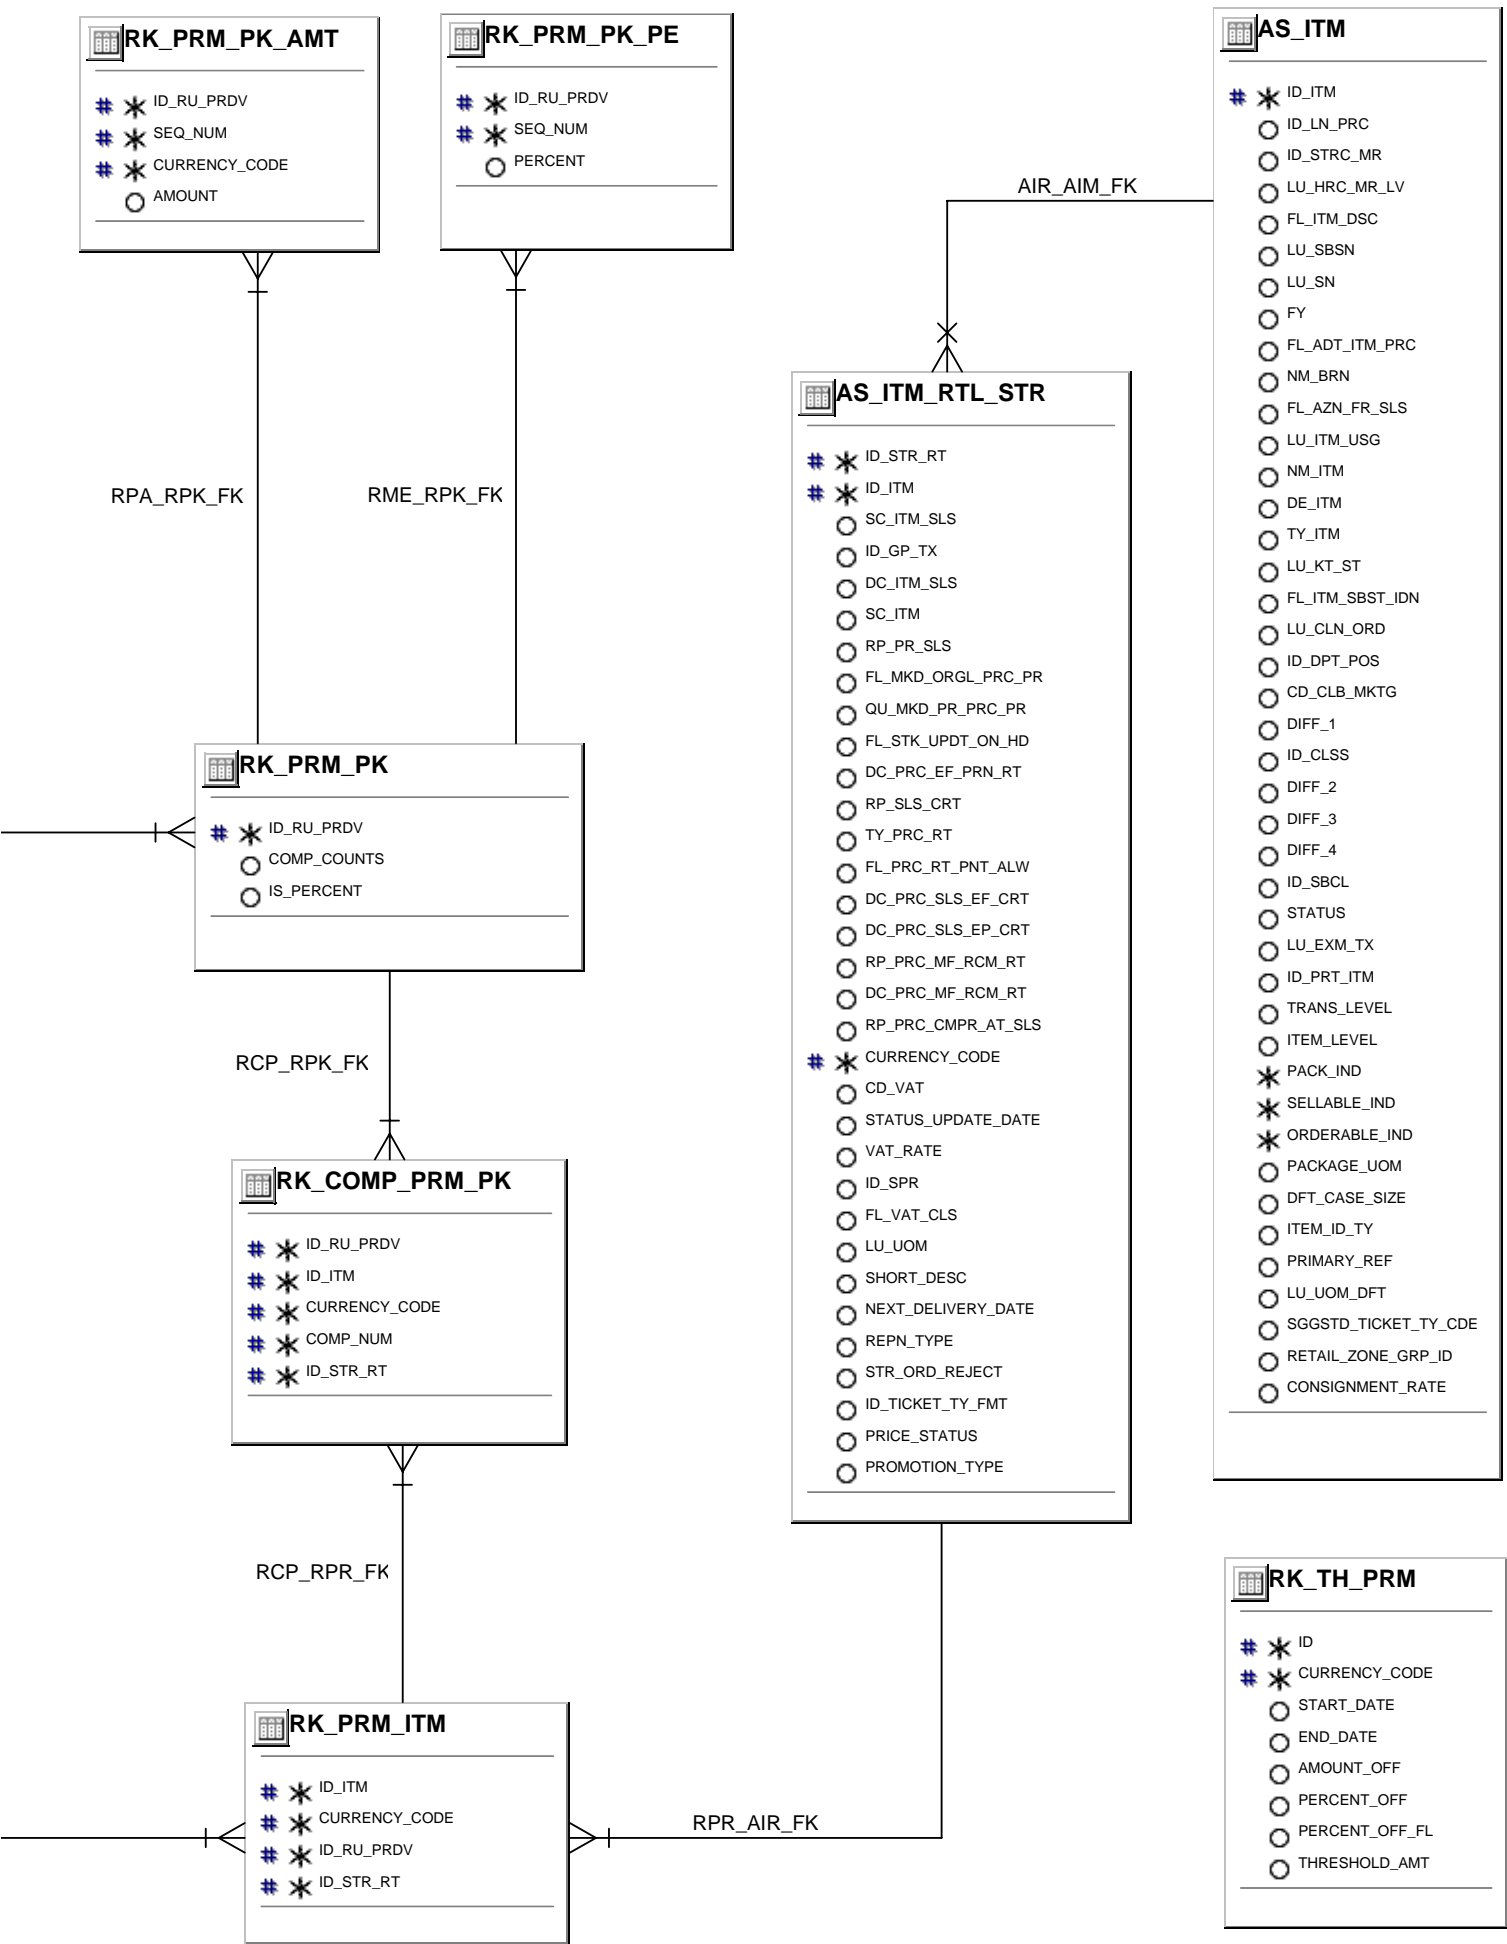 RK_PRM_PK_AMT
# * ID_RU_PRDV
# * SEQ_NUM
# * CURRENCY_CODE
AMOUNT
RK_PRM_PK_PE
# * ID_RU_PRDV
# * SEQ_NUM
PERCENT
RPA_RPK_FK
RME_RPK_FK
RK_PRM_PK
# * ID_RU_PRDV
COMP_COUNTS
IS_PERCENT
RCP_RPK_FK
RK_COMP_PRM_PK
# * ID_RU_PRDV
# * ID_ITM
# * CURRENCY_CODE
# * COMP_NUM
# * ID_STR_RT
RCP_RPR_FK
RK_PRM_ITM
# * ID_ITM
# * CURRENCY_CODE
# * ID_RU_PRDV
# * ID_STR_RT
RPR_AIR_FK
AIR_AIM_FK
AS_ITM_RTL_STR
# * ID_STR_RT
# * ID_ITM
SC_ITM_SLS
ID_GP_TX
DC_ITM_SLS
SC_ITM
RP_PR_SLS
FL_MKD_ORGL_PRC_PR
QU_MKD_PR_PRC_PR
FL_STK_UPDT_ON_HD
DC_PRC_EF_PRN_RT
RP_SLS_CRT
TY_PRC_RT
FL_PRC_RT_PNT_ALW
DC_PRC_SLS_EF_CRT
DC_PRC_SLS_EP_CRT
RP_PRC_MF_RCM_RT
DC_PRC_MF_RCM_RT
RP_PRC_CMPR_AT_SLS
# * CURRENCY_CODE
CD_VAT
STATUS_UPDATE_DATE
VAT_RATE
ID_SPR
FL_VAT_CLS
LU_UOM
SHORT_DESC
NEXT_DELIVERY_DATE
REPN_TYPE
STR_ORD_REJECT
ID_TICKET_TY_FMT
PRICE_STATUS
PROMOTION_TYPE
AS_ITM
# * ID_ITM
ID_LN_PRC
ID_STRC_MR
LU_HRC_MR_LV
FL_ITM_DSC
LU_SBSN
LU_SN
FY
FL_ADT_ITM_PRC
NM_BRN
FL_AZN_FR_SLS
LU_ITM_USG
NM_ITM
DE_ITM
TY_ITM
LU_KT_ST
FL_ITM_SBST_IDN
LU_CLN_ORD
ID_DPT_POS
CD_CLB_MKTG
DIFF_1
ID_CLSS
DIFF_2
DIFF_3
DIFF_4
ID_SBCL
STATUS
LU_EXM_TX
ID_PRT_ITM
TRANS_LEVEL
ITEM_LEVEL
* PACK_IND
* SELLABLE_IND
* ORDERABLE_IND
PACKAGE_UOM
DFT_CASE_SIZE
ITEM_ID_TY
PRIMARY_REF
LU_UOM_DFT
SGGSTD_TICKET_TY_CDE
RETAIL_ZONE_GRP_ID
CONSIGNMENT_RATE
RK_TH_PRM
# * ID
# * CURRENCY_CODE
START_DATE
END_DATE
AMOUNT_OFF
PERCENT_OFF
PERCENT_OFF_FL
THRESHOLD_AMT